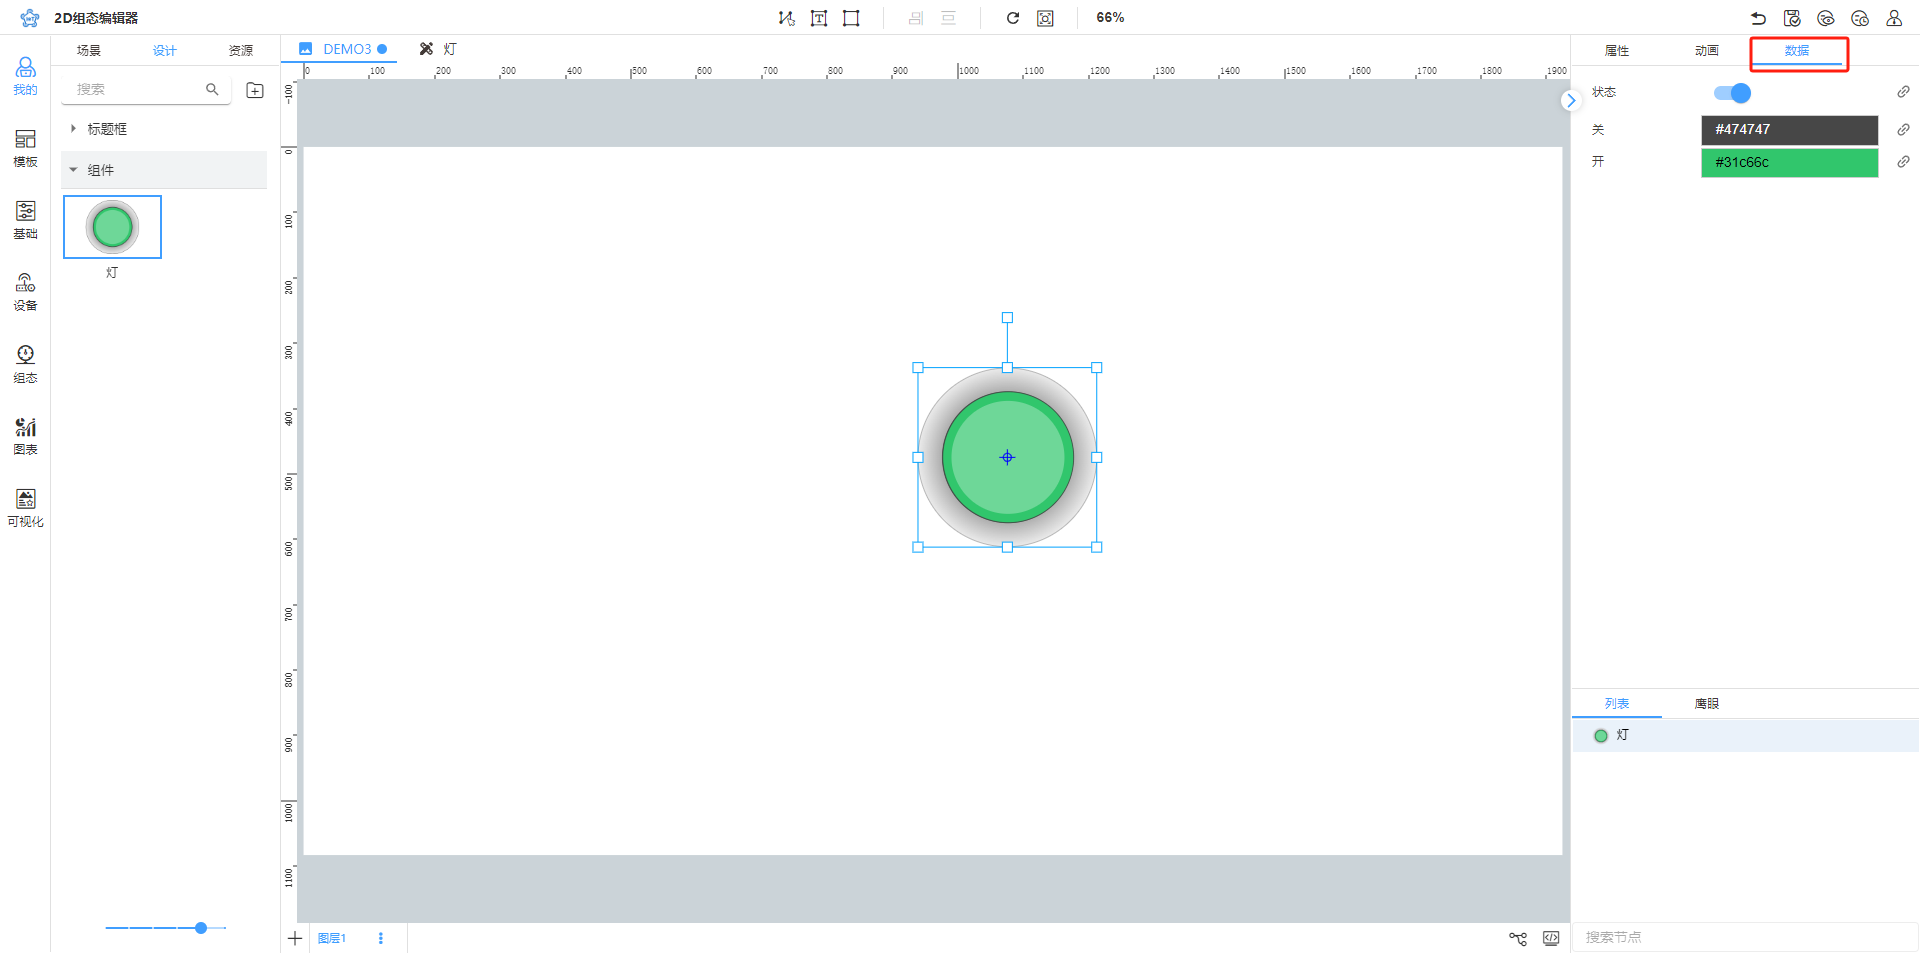 2D组态编辑器
66%
场景 设计 资源
DEMO3 灯
属性 动画 数据
我的
模板
基础
设备
组态
图表
可视化
搜索
标题框
组件
灯
0 100 200 300 400 500 600 700 800 900 1000 1100 1200 1300 1400 1500 1600 1700 1800 1900
-100
0
100
200
300
400
500
600
700
800
900
1000
1100
状态
关 #474747
开 #31c66c
列表 鹰眼
灯
图层1
搜索节点